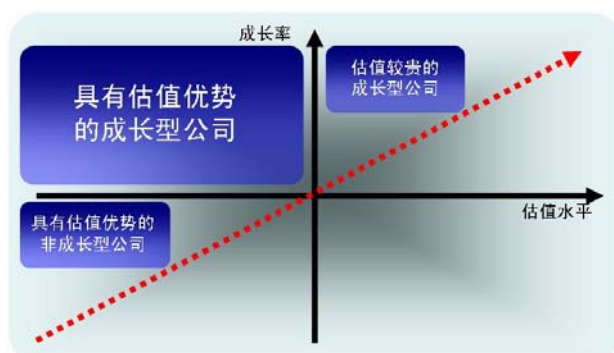 成长率
具有估值优势
的成长型公司
估值较贵的
成长型公司
估值水平
具有估值优势的
非成长型公司